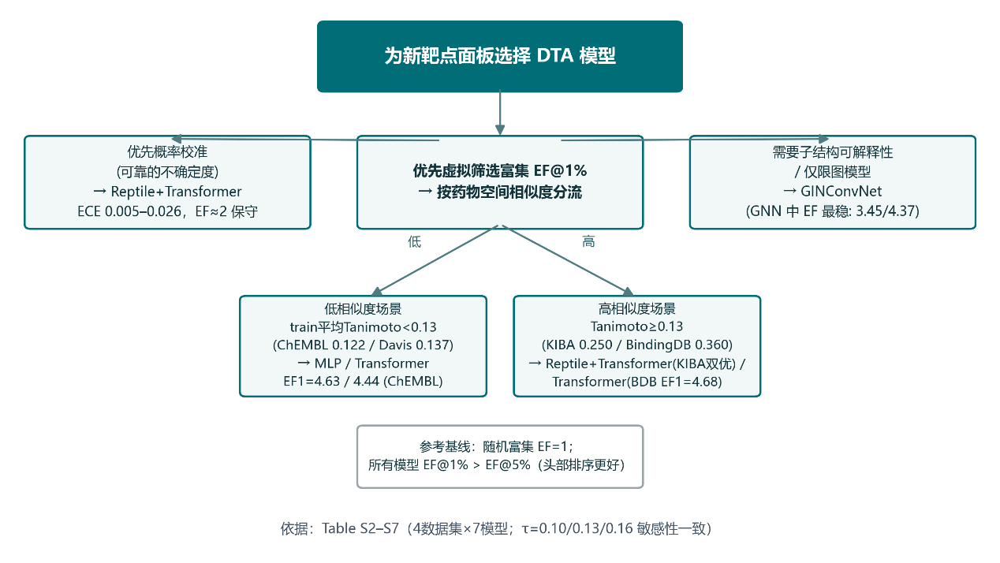 为新靶点面板选择 DTA 模型
优先概率校准
(可靠的不确定度)
→ Reptile+Transformer
ECE 0.005–0.026，EF≈2 保守
优先虚拟筛选富集 EF@1%
→ 按药物空间相似度分流
需要子结构可解释性
/ 仅限图模型
→ GINConvNet
(GNN 中 EF 最稳: 3.45/4.37)
低
高
低相似度场景
train平均Tanimoto<0.13
(ChEMBL 0.122 / Davis 0.137)
→ MLP / Transformer
EF1=4.63 / 4.44 (ChEMBL)
高相似度场景
Tanimoto≥0.13
(KIBA 0.250 / BindingDB 0.360)
→ Reptile+Transformer(KIBA双优) /
Transformer(BDB EF1=4.68)
参考基线：随机富集 EF=1；
所有模型 EF@1% > EF@5%（头部排序更好）
依据：Table S2–S7（4数据集×7模型；τ=0.10/0.13/0.16 敏感性一致）